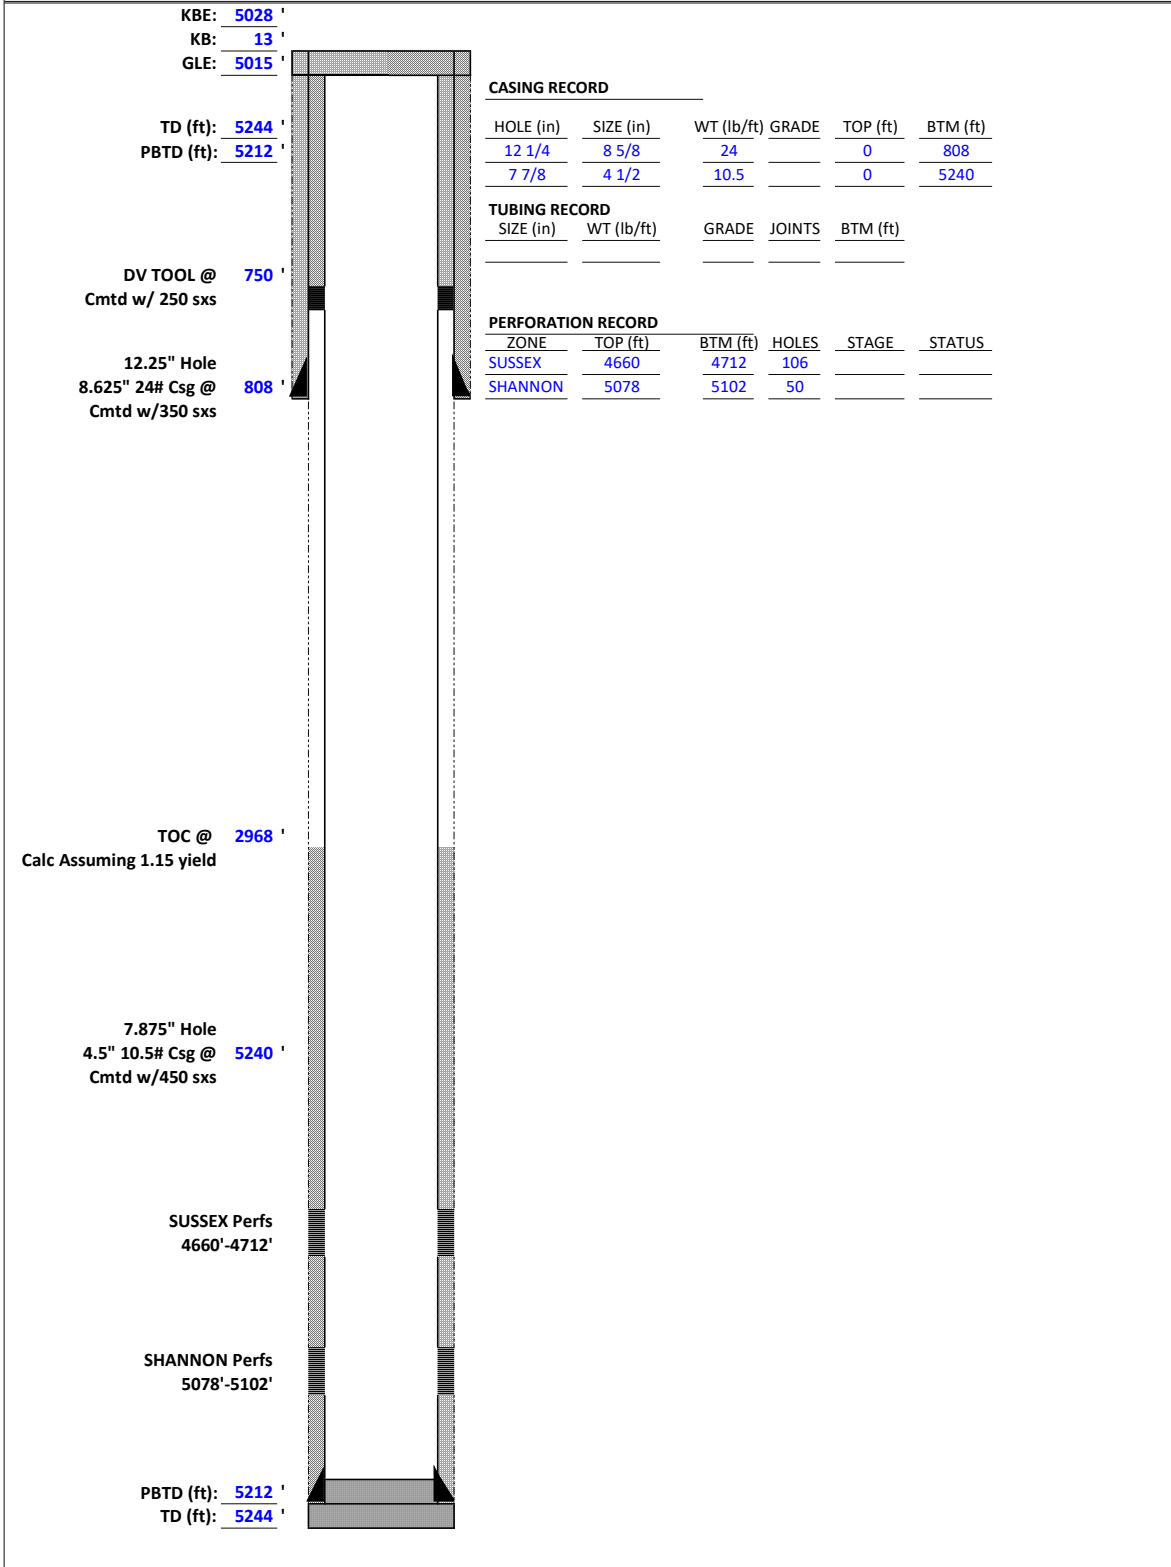 KBE: 5028 '
KB: 13 '
GLE: 5015 '
CASING RECORD
TD (ft): 5244 ' HOLE (in) SIZE (in) WT (lb/ft) GRADE TOP (ft) BTM (ft)
PBTD (ft): 5212 ' 12 1/4 8 5/8 24 0 808
7 7/8 4 1/2 10.5 0 5240
TUBING RECORD
SIZE (in) WT (lb/ft) GRADE JOINTS BTM (ft)
DV TOOL @ 750 '
Cmtd w/ 250 sxs
PERFORATION RECORD
ZONE TOP (ft) BTM (ft) HOLES STAGE STATUS
12.25" Hole SUSSEX 4660 4712 106
8.625" 24# Csg @ 808 ' SHANNON 5078 5102 50
Cmtd w/350 sxs
TOC @ 2968 '
Calc Assuming 1.15 yield
7.875" Hole
4.5" 10.5# Csg @ 5240 '
Cmtd w/450 sxs
SUSSEX Perfs
4660'-4712'
SHANNON Perfs
5078'-5102'
PBTD (ft): 5212 '
TD (ft): 5244 '